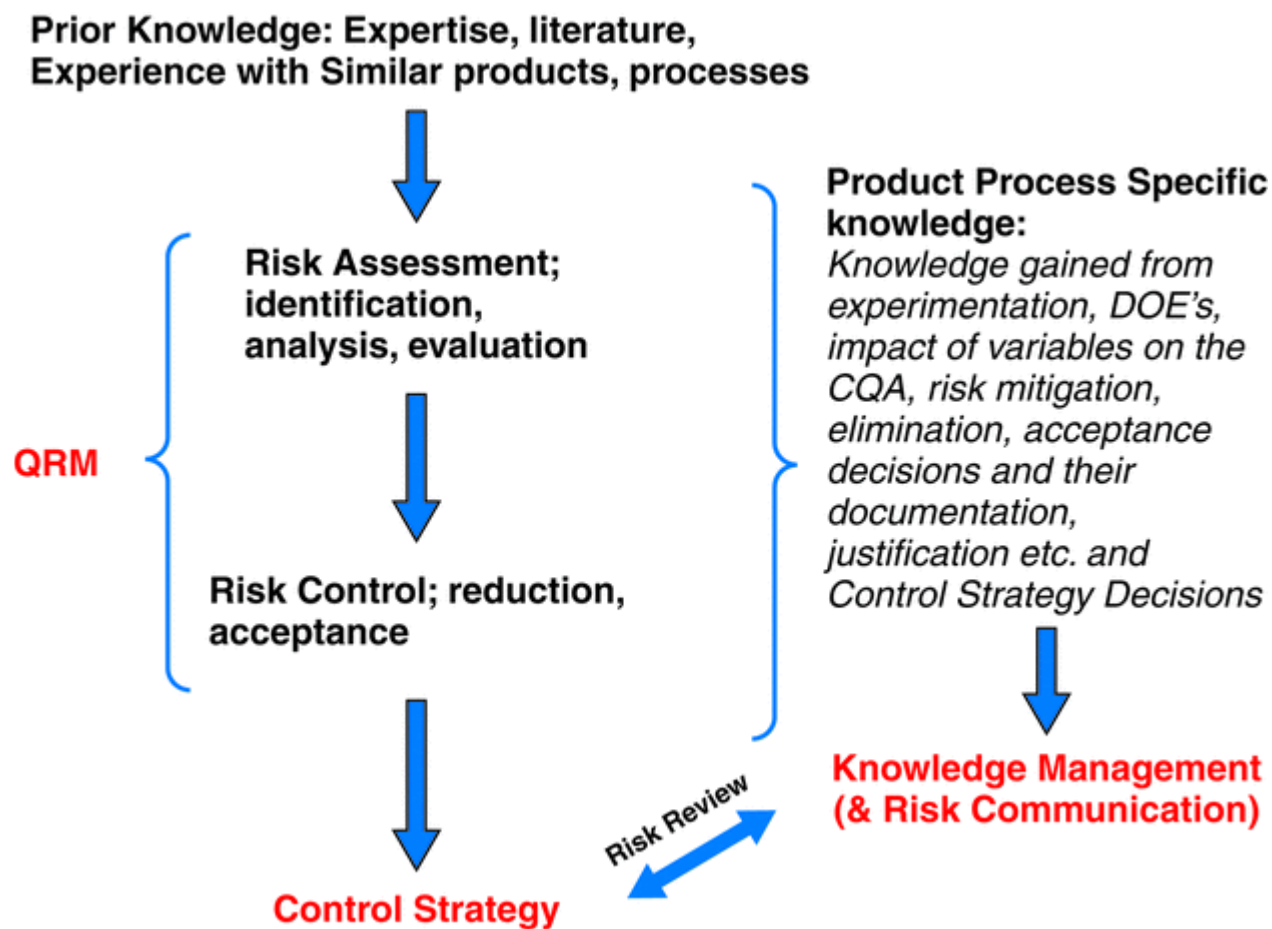 Prior Knowledge: Expertise, literature,
Experience with Similar products, processes
Risk Assessment;
identification,
analysis, evaluation
QRM
Risk Control; reduction,
acceptance
Control Strategy
Risk Review
Product Process Specific
knowledge:
Knowledge gained from
experimentation, DOE's,
impact of variables on the
CQA, risk mitigation,
elimination, acceptance
decisions and their
documentation,
justification etc. and
Control Strategy Decisions
Knowledge Management
(& Risk Communication)